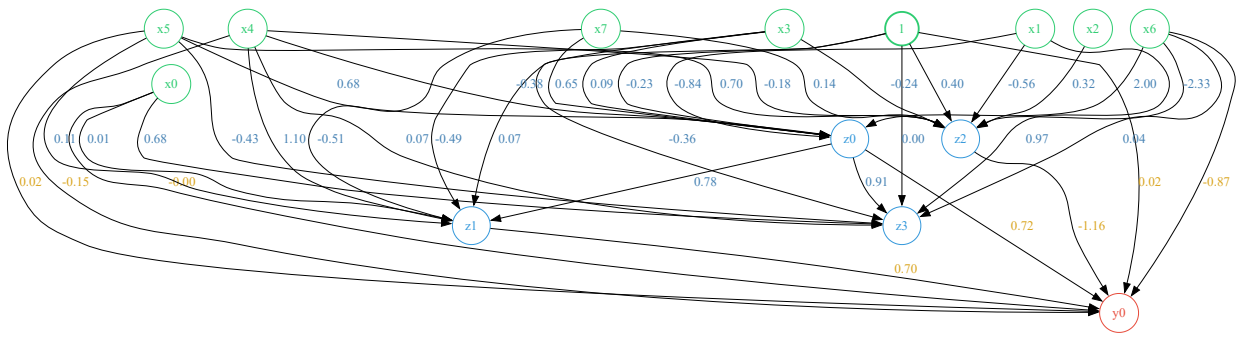 x5 x4 x7 x3 1 x1 x2 x6
x0 0.68 -0.38 0.65 0.09 -0.23 -0.84 0.70 -0.18 0.14 -0.24 0.40 -0.56 0.32 2.00 -2.33
0.11 0.01 0.68 -0.43 1.10 -0.51 0.07 -0.49 0.07 -0.36 z0 0.00 z2 0.97 0.04
0.02 -0.15 -0.00 0.78 0.91 0.02 -0.87
z1 z3 0.72 -1.16
0.70
y0